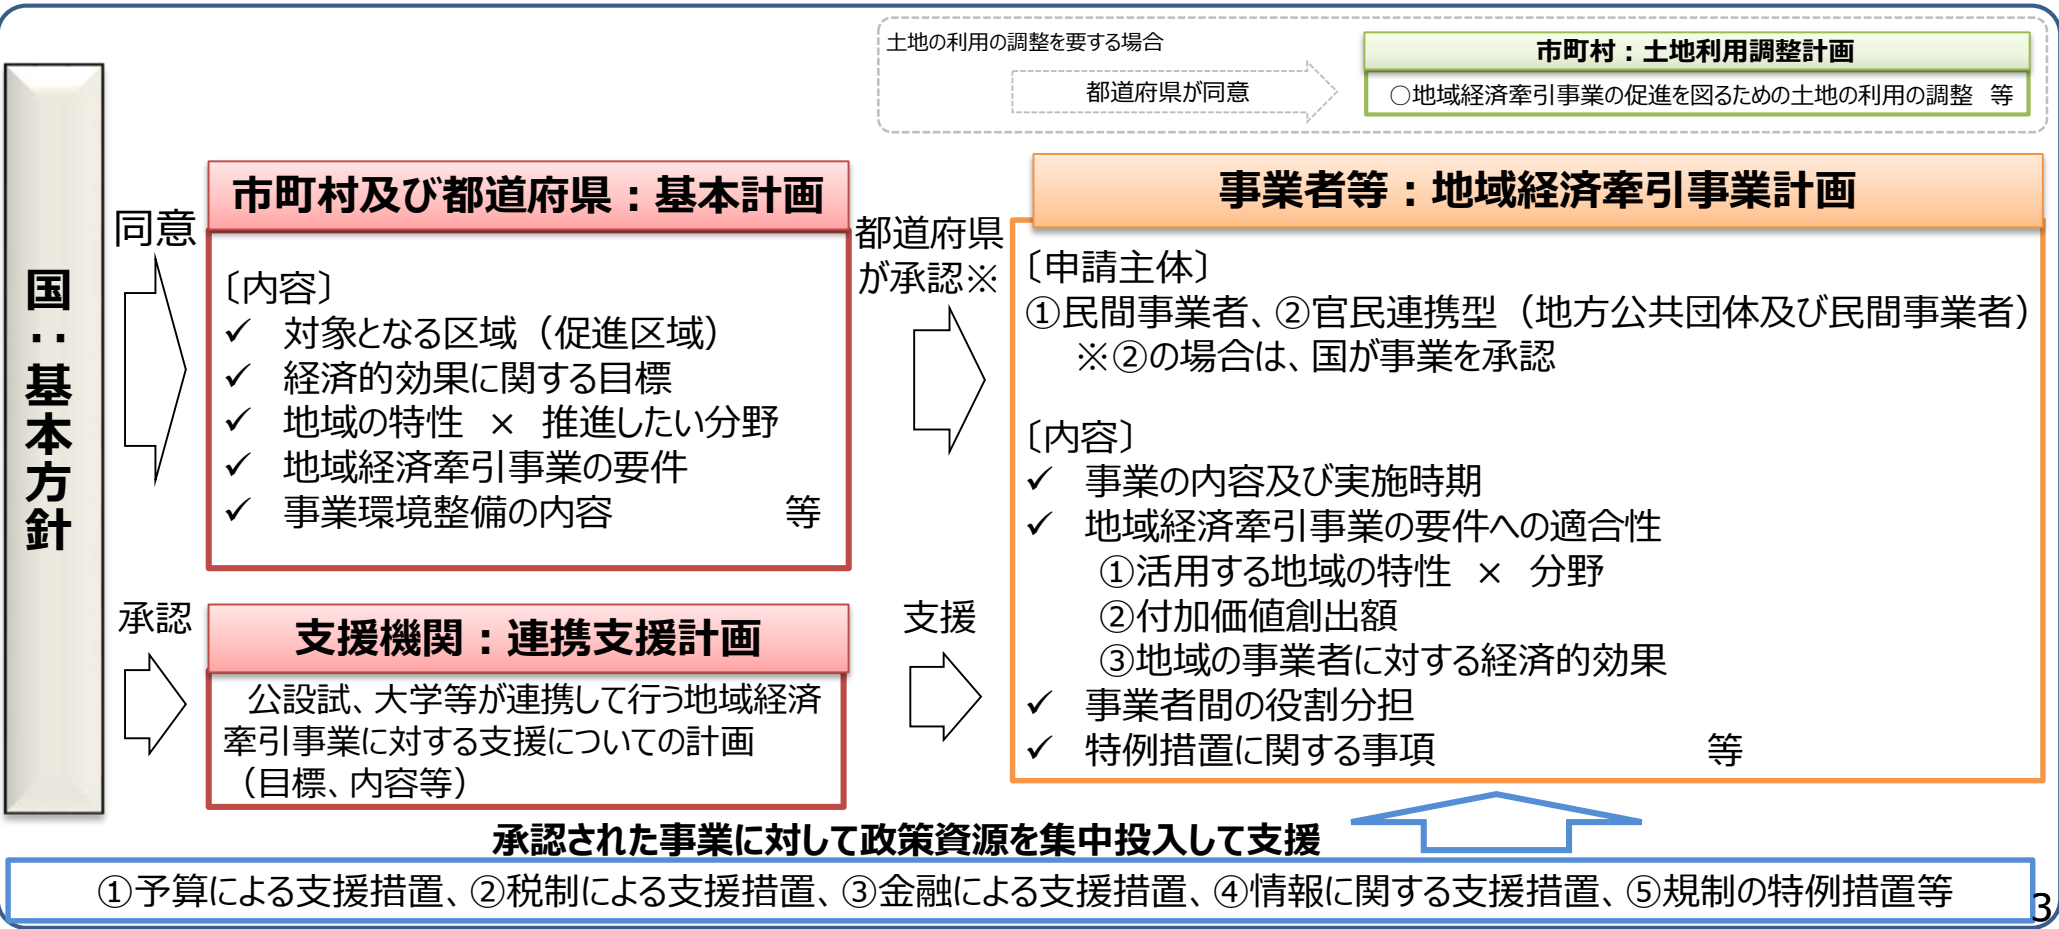 土地の利用の調整を要する場合
都道府県が同意
市町村：土地利用調整計画
○地域経済牽引事業の促進を図るための土地の利用の調整　等
国：基本方針
同意
市町村及び都道府県：基本計画
〔内容〕
✓ 対象となる区域（促進区域）
✓ 経済的効果に関する目標
✓ 地域の特性 × 推進したい分野
✓ 地域経済牽引事業の要件
✓ 事業環境整備の内容　等
承認
支援機関：連携支援計画
公設試、大学等が連携して行う地域経済
牽引事業に対する支援についての計画
（目標、内容等）
都道府県
が承認※
支援
事業者等：地域経済牽引事業計画
〔申請主体〕
①民間事業者、②官民連携型（地方公共団体及び民間事業者）
※②の場合は、国が事業を承認
〔内容〕
✓ 事業の内容及び実施時期
✓ 地域経済牽引事業の要件への適合性
①活用する地域の特性 × 分野
②付加価値創出額
③地域の事業者に対する経済的効果
✓ 事業者間の役割分担
✓ 特例措置に関する事項　等
承認された事業に対して政策資源を集中投入して支援
①予算による支援措置、②税制による支援措置、③金融による支援措置、④情報に関する支援措置、⑤規制の特例措置等
3